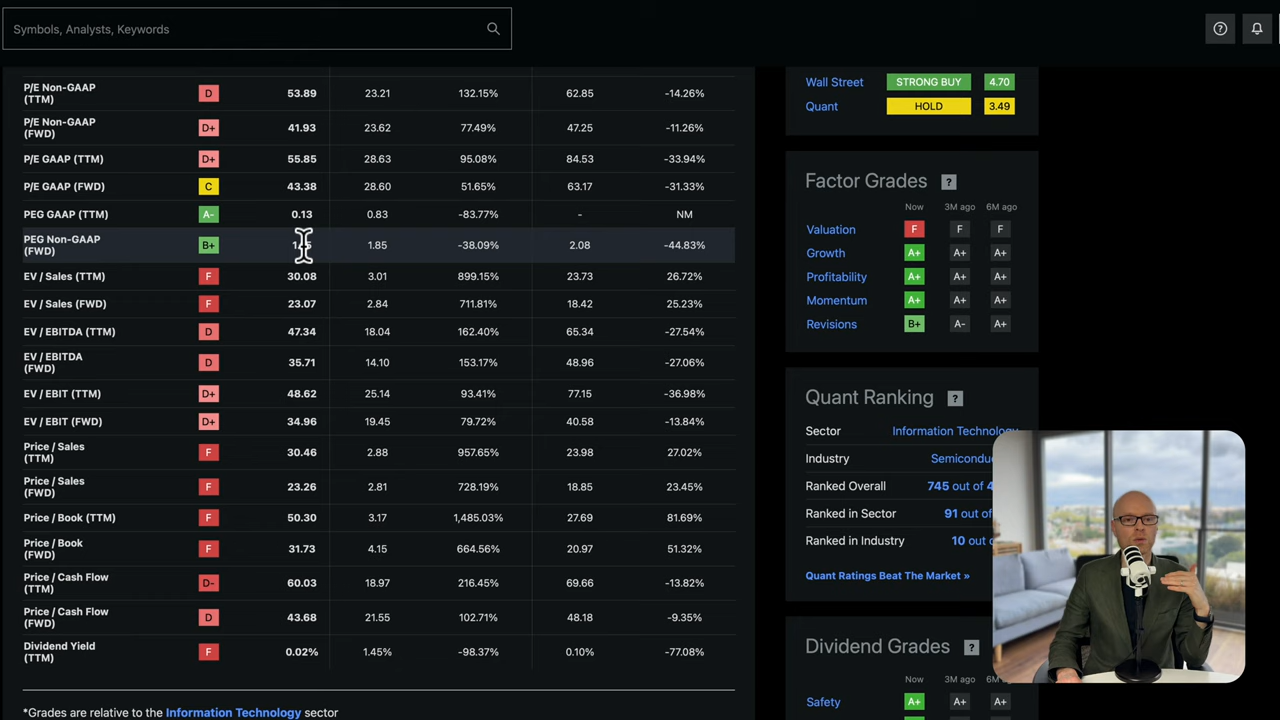 Symbols, Analysts, Keywords
P/E Non-GAAP
(TTM)
D
53.89
23.21
132.15%
62.85
-14.26%
P/E Non-GAAP
(FWD)
D+
41.93
23.62
77.49%
47.25
-11.26%
P/E GAAP (TTM)
D+
55.85
28.63
95.08%
84.53
-33.94%
P/E GAAP (FWD)
C
43.38
28.60
51.65%
63.17
-31.33%
PEG GAAP (TTM)
A-
0.13
0.83
-83.77%
-
NM
PEG Non-GAAP
(FWD)
B+
1.85
-38.09%
2.08
-44.83%
EV / Sales (TTM)
F
30.08
3.01
899.15%
23.73
26.72%
EV / Sales (FWD)
F
23.07
2.84
711.81%
18.42
25.23%
EV / EBITDA (TTM)
D
47.34
18.04
162.40%
65.34
-27.54%
EV / EBITDA
(FWD)
D
35.71
14.10
153.17%
48.96
-27.06%
EV / EBIT (TTM)
D+
48.62
25.14
93.41%
77.15
-36.98%
EV / EBIT (FWD)
D+
34.96
19.45
79.72%
40.58
-13.84%
Price / Sales
(TTM)
F
30.46
2.88
957.65%
23.98
27.02%
Price / Sales
(FWD)
F
23.26
2.81
728.19%
18.85
23.45%
Price / Book (TTM)
F
50.30
3.17
1,485.03%
27.69
81.69%
Price / Book
(FWD)
F
31.73
4.15
664.56%
20.97
51.32%
Price / Cash Flow
(TTM)
D-
60.03
18.97
216.45%
69.66
-13.82%
Price / Cash Flow
(FWD)
D
43.68
21.55
102.71%
48.18
-9.35%
Dividend Yield
(TTM)
F
0.02%
1.45%
-98.37%
0.10%
-77.08%
*Grades are relative to the Information Technology sector
Wall Street STRONG BUY 4.70
Quant HOLD 3.49
Factor Grades ?
Now 3M ago 6M ago
Valuation F F F
Growth A+ A+ A+
Profitability A+ A+ A+
Momentum A+ A+ A+
Revisions B+ A- A+
Quant Ranking ?
Sector Information Technology
Industry
Ranked Overall 745 out of
Ranked in Sector 91 out of
Ranked in Industry 10 out of
Quant Ratings Beat The Market »
Dividend Grades ?
Now 3M ago
Safety A+ A+ A+